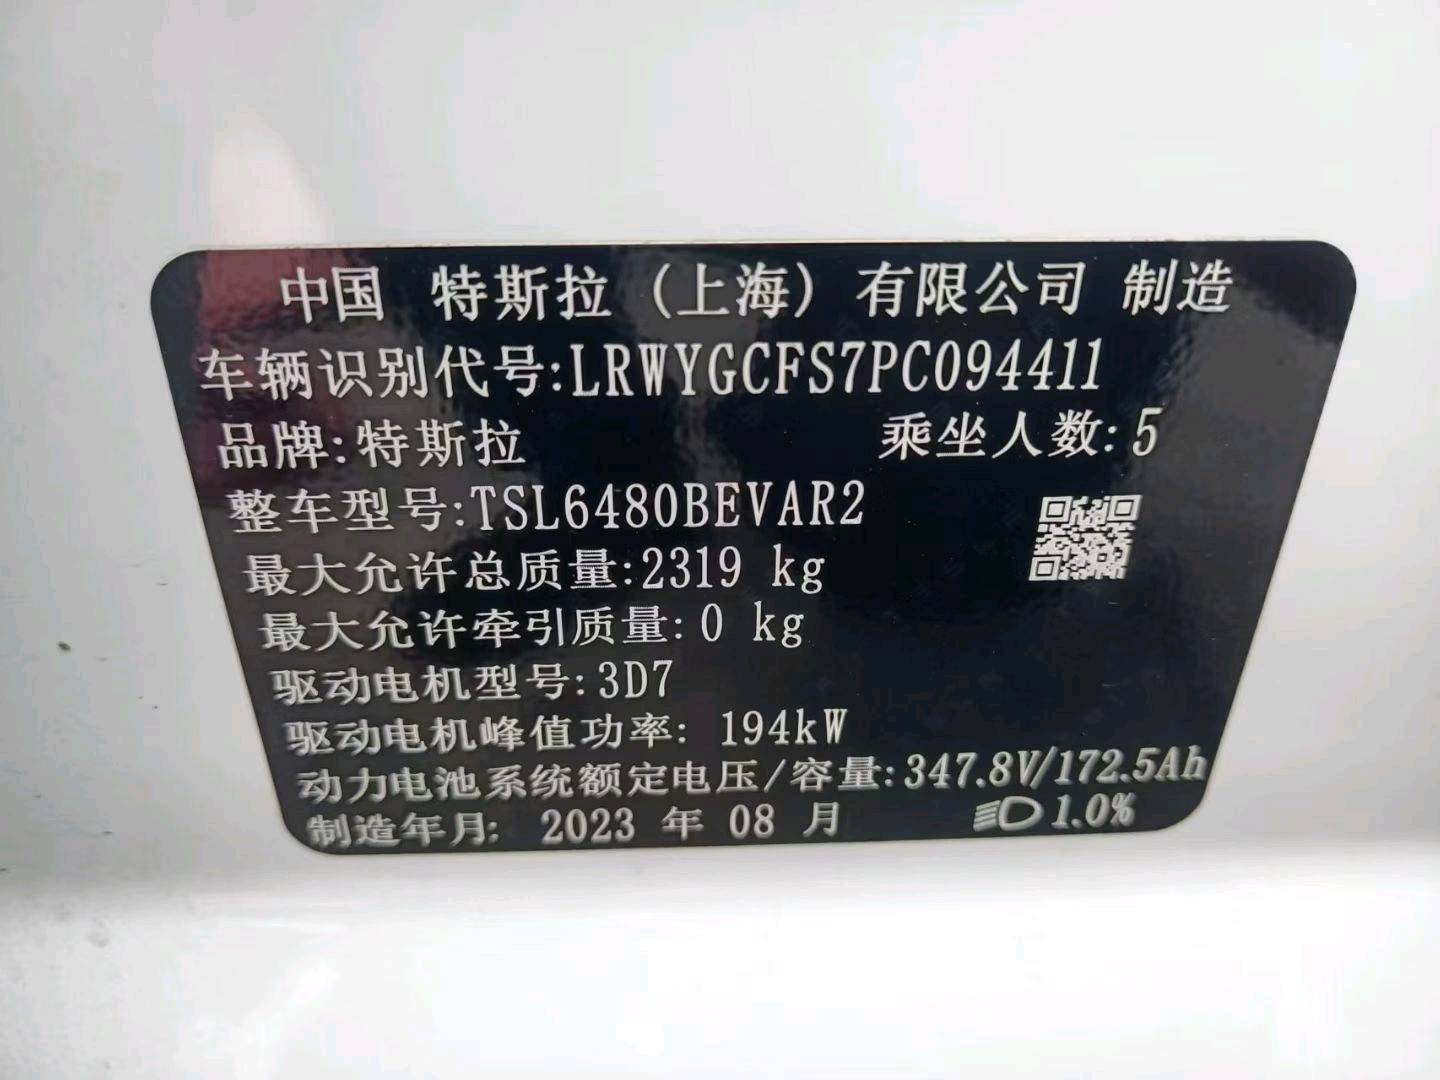 中国 特斯拉（上海）有限公司 制造
车辆识别代号:LRWYGCFS7PC094411
品牌:特斯拉 乘坐人数:5
整车型号:TSL6480BEVAR2
最大允许总质量:2319 kg
最大允许牵引质量:0 kg
驱动电机型号:3D7
驱动电机峰值功率: 194kW
动力电池系统额定电压/容量:347.8V/172.5Ah
制造年月: 2023 年 08 月 1.0%